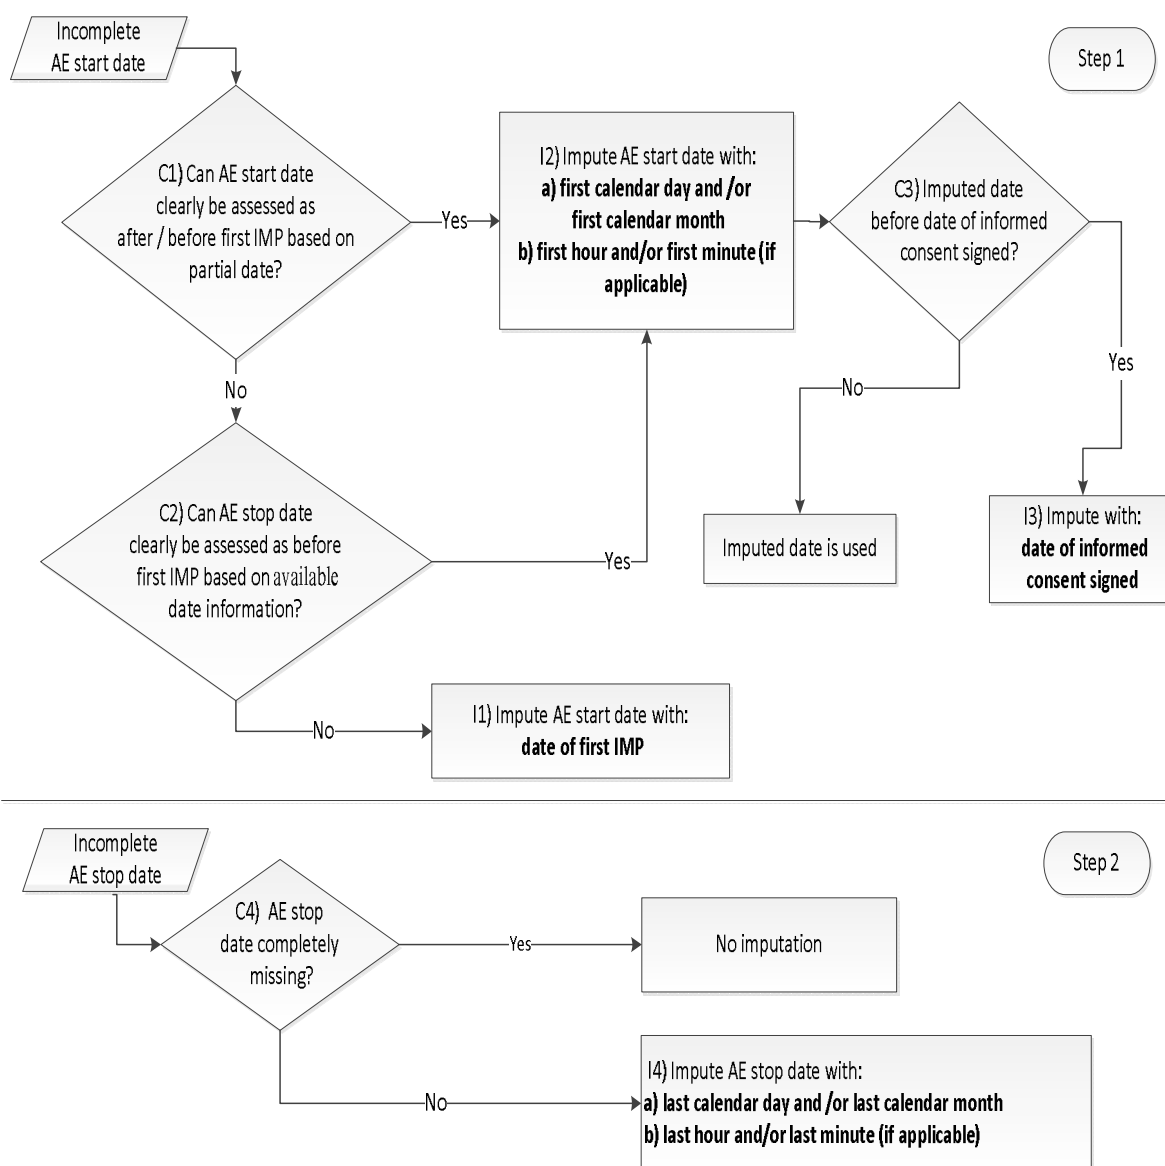 Incomplete
AE start date
Step 1
C1) Can AE start date
clearly be assessed as
after / before first IMP based on
partial date?
Yes
I2) Impute AE start date with:
a) first calendar day and /or
first calendar month
b) first hour and/or first minute (if
applicable)
C3) Imputed date
before date of informed
consent signed?
Yes
No
No
C2) Can AE stop date
clearly be assessed as before
first IMP based on available
date information?
Yes
Imputed date is used
I3) Impute with:
date of informed
consent signed
No
I1) Impute AE start date with:
date of first IMP
Incomplete
AE stop date
Step 2
C4) AE stop
date completely
missing?
Yes
No imputation
No
I4) Impute AE stop date with:
a) last calendar day and /or last calendar month
b) last hour and/or last minute (if applicable)